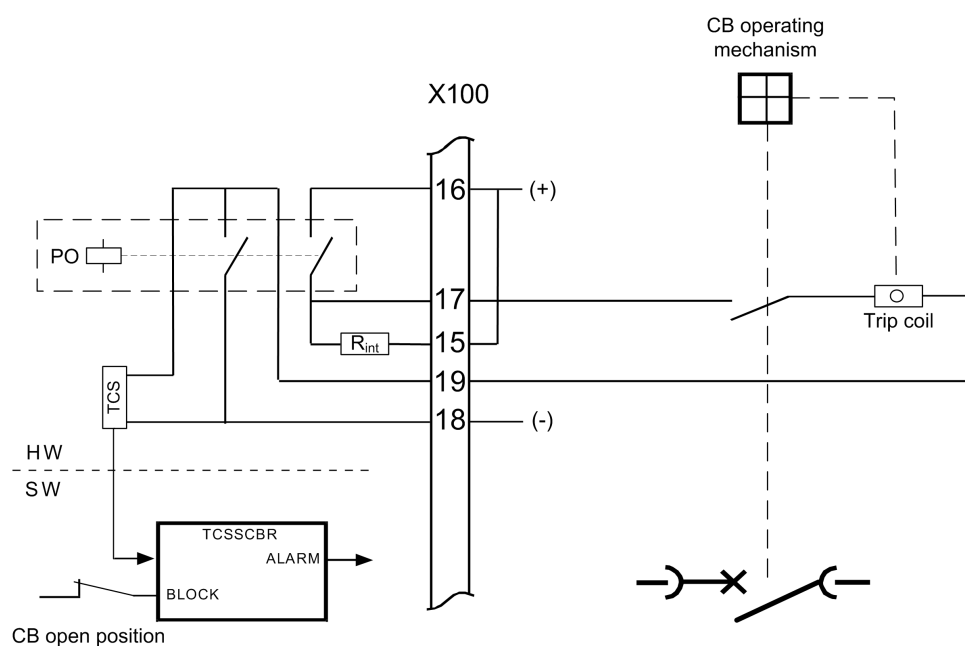 CB operating
mechanism
X100
16
(+)
PO
17
Trip coil
Rint
15
19
TCS
18
(-)
HW
SW
TCSSCBR
ALARM
BLOCK
CB open position